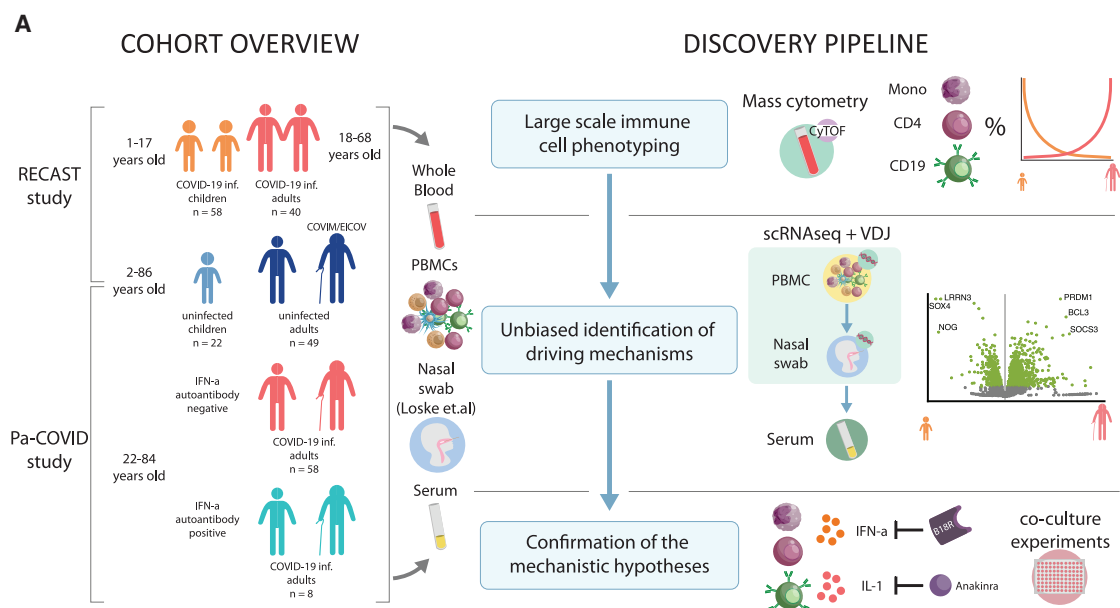 A
COHORT OVERVIEW
DISCOVERY PIPELINE
RECAST
study
1-17
years old
18-68
years old
COVID-19 inf.
children
n = 58
COVID-19 inf.
adults
n = 40
2-86
years old
COVIM/EICOV
uninfected
children
n = 22
uninfected
adults
n = 49
Pa-COVID
study
22-84
years old
IFN-a
autoantibody
negative
COVID-19 inf.
adults
n = 58
IFN-a
autoantibody
positive
COVID-19 inf.
adults
n = 8
Whole
Blood
PBMCs
Nasal
swab
(Loske et.al)
Serum
Large scale immune
cell phenotyping
Unbiased identification of
driving mechanisms
Confirmation of the
mechanistic hypotheses
Mass cytometry
CyTOF
Mono
CD4
CD19
%
scRNAseq + VDJ
PBMC
Nasal
swab
Serum
LRRN3
SOX4
NOG
PRDM1
BCL3
SOCS3
IFN-a
B18R
IL-1
Anakinra
co-culture
experiments